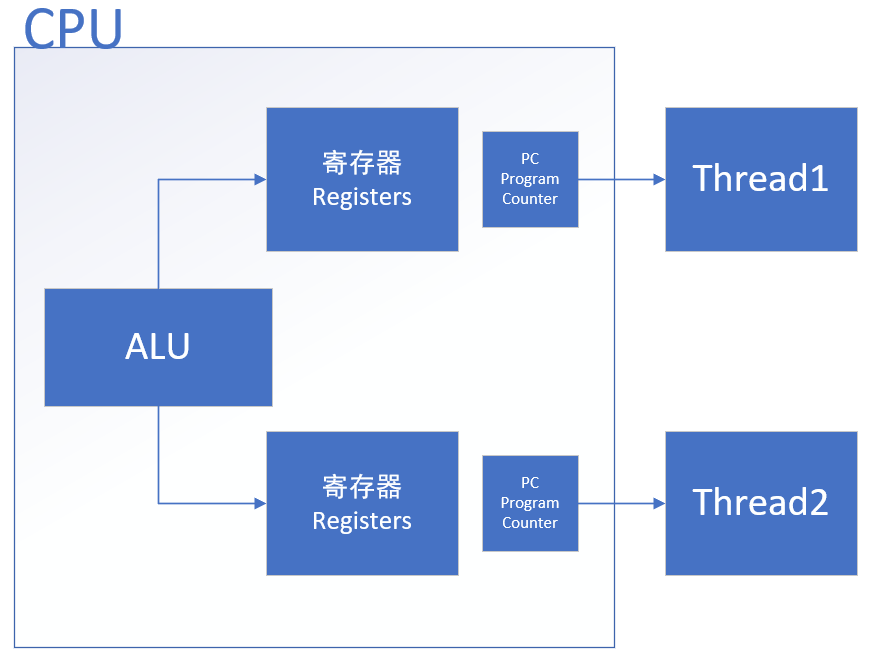 CPU
寄存器
Registers
PC
Program
Counter
Thread1
ALU
寄存器
Registers
PC
Program
Counter
Thread2